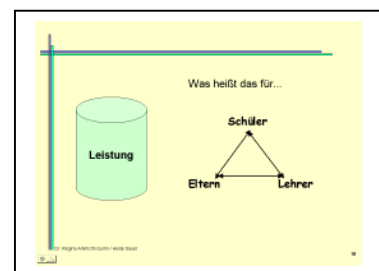 Was heißt das für...
Schüler
Leistung
Eltern
Lehrer